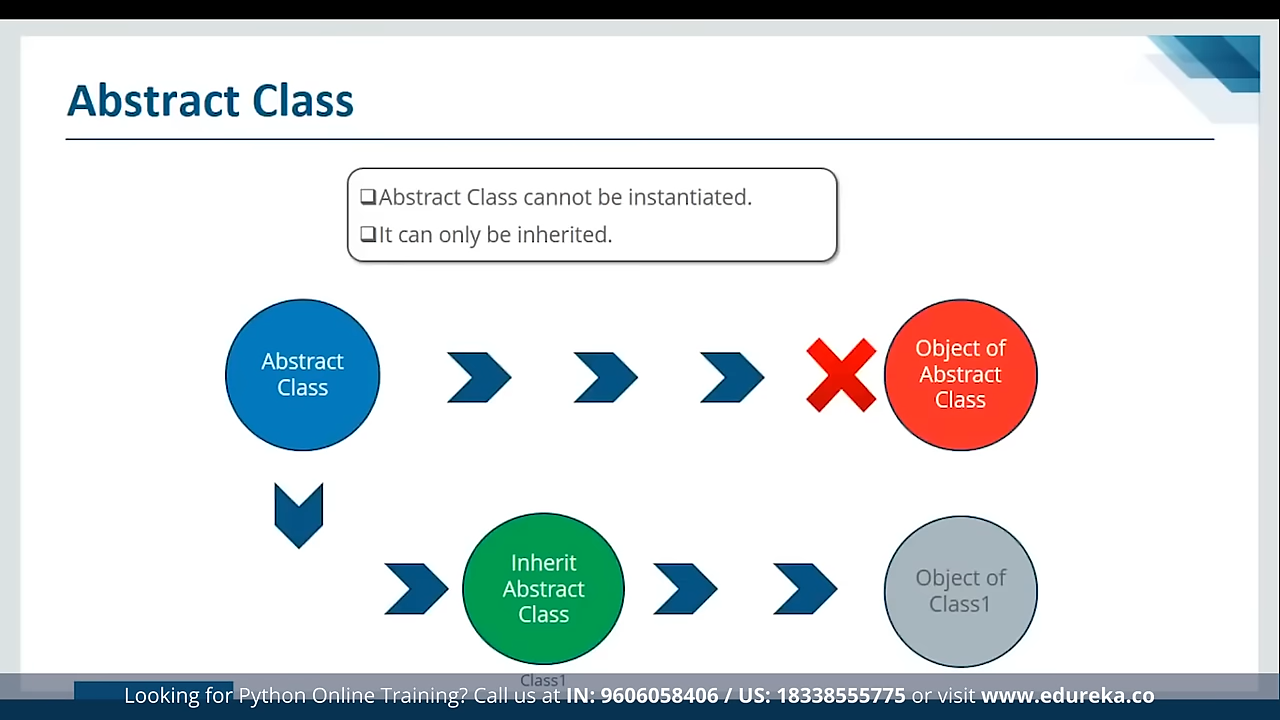 Abstract Class
❑Abstract Class cannot be instantiated.
❑It can only be inherited.
Abstract
Class
Object of
Abstract
Class
Inherit
Abstract
Class
Object of
Class1
Class1
Looking for Python Online Training? Call us at IN: 9606058406 / US: 18338555775 or visit www.edureka.co